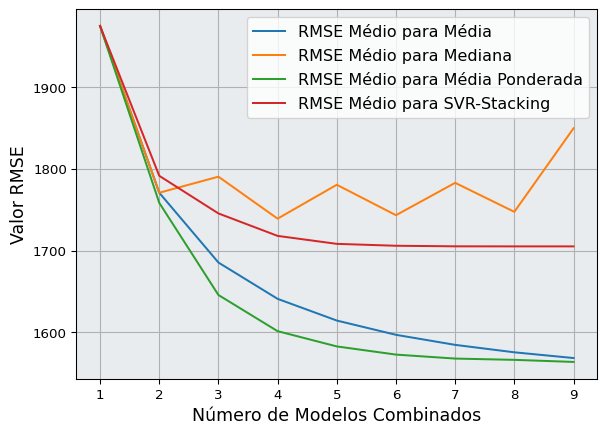 RMSE Médio para Média
RMSE Médio para Mediana
RMSE Médio para Média Ponderada
RMSE Médio para SVR-Stacking
Valor RMSE
1900
1800
1700
1600
1 2 3 4 5 6 7 8 9
Número de Modelos Combinados